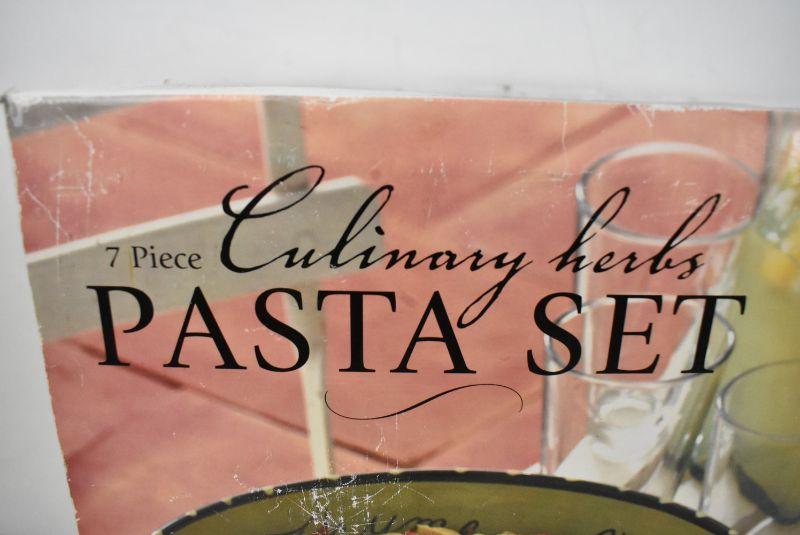 7 Piece Culinary herbs
PASTA SET